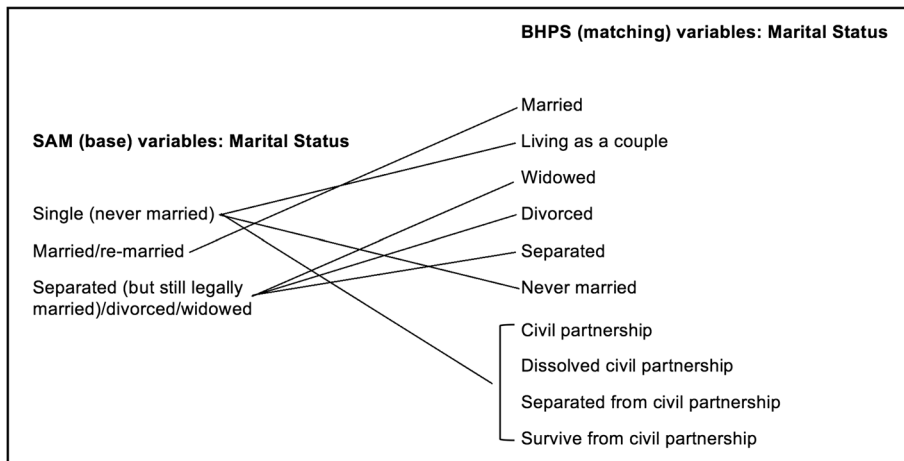 BHPS (matching) variables: Marital Status
SAM (base) variables: Marital Status
Single (never married)
Married/re-married
Separated (but still legally
married)/divorced/widowed
Married
Living as a couple
Widowed
Divorced
Separated
Never married
Civil partnership
Dissolved civil partnership
Separated from civil partnership
Survive from civil partnership